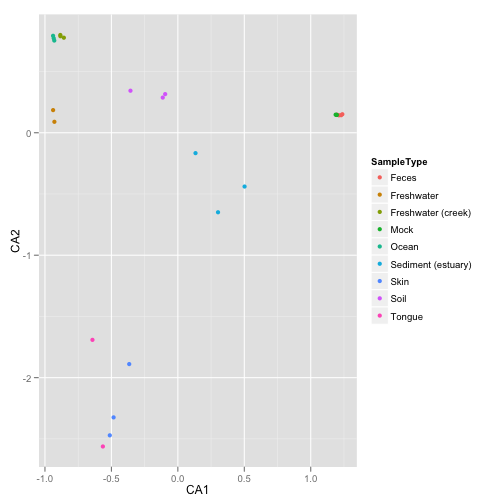 0
-1
-2
-1.0 -0.5 0.0 0.5 1.0
CA1
CA2
SampleType
Feces
Freshwater
Freshwater (creek)
Mock
Ocean
Sediment (estuary)
Skin
Soil
Tongue